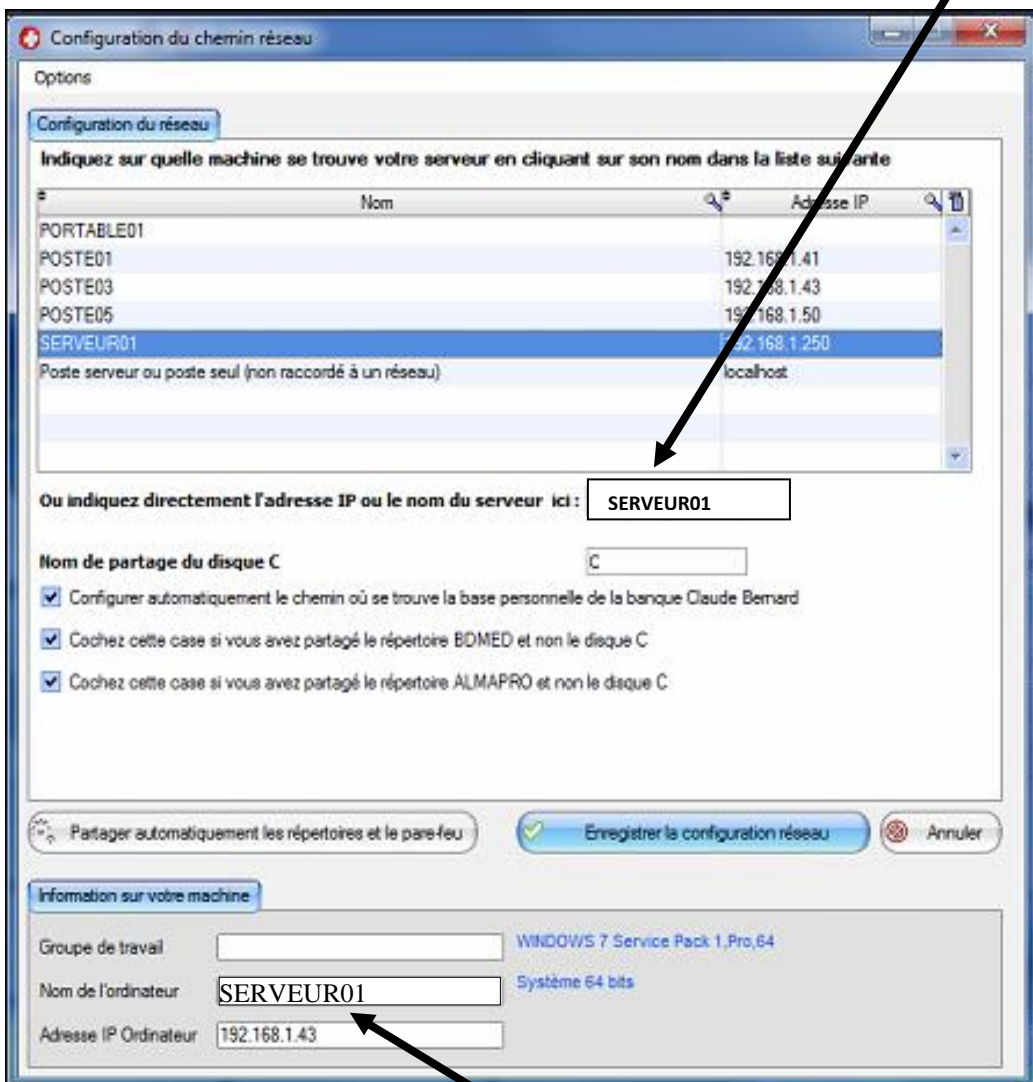 Configuration du chemin réseau
Options
Configuration du réseau
Indiquez sur quelle machine se trouve votre serveur en cliquant sur son nom dans la liste suivante
Nom Adresse IP
PORTABLE01
POSTE01 192.168.1.41
POSTE03 192.168.1.43
POSTE05 192.168.1.50
SERVEUR01 192.168.1.250
Poste serveur ou poste seul (non raccordé à un réseau) localhost
Ou indiquez directement l'adresse IP ou le nom du serveur ici : SERVEUR01
Nom de partage du disque C C
Configurer automatiquement le chemin où se trouve la base personnelle de la banque Claude Bernard
Cochez cette case si vous avez partagé le répertoire BDMED et non le disque C
Cochez cette case si vous avez partagé le répertoire ALMAPRO et non le disque C
Partager automatiquement les répertoires et le pare-feu Enregistrer la configuration réseau Annuler
Information sur votre machine
Groupe de travail WINDOWS 7 Service Pack 1,Pro,64
Nom de l'ordinateur SERVEUR01 Système 64 bits
Adresse IP Ordinateur 192.168.1.43